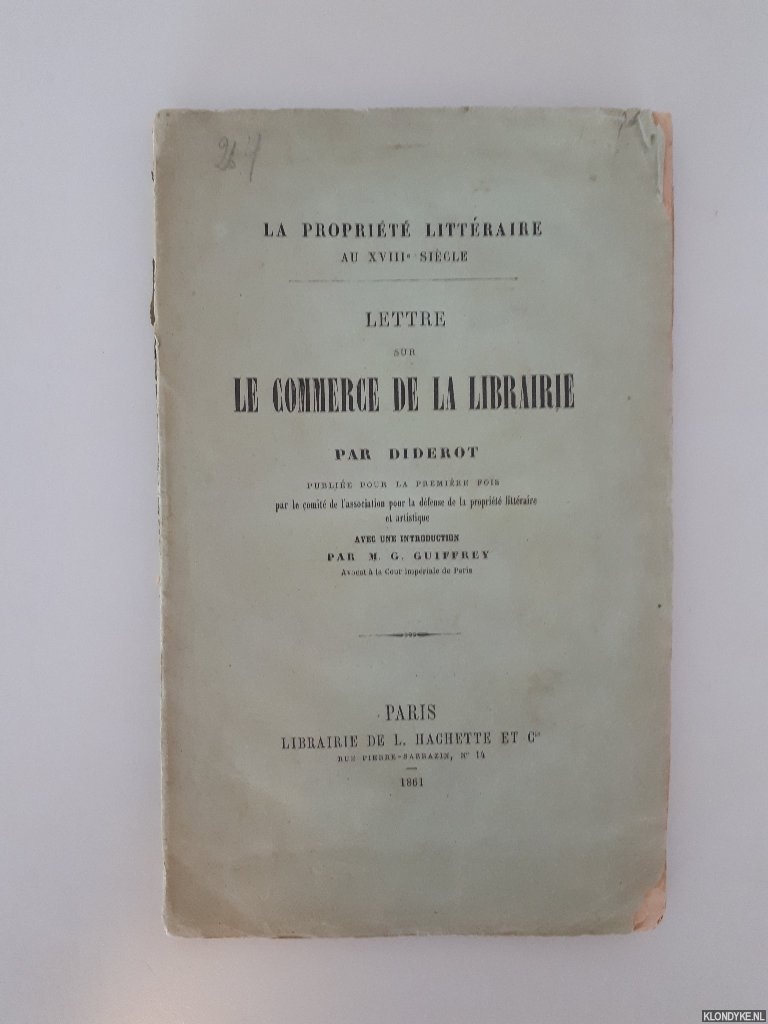 LA PROPRIÉTÉ LITTÉRAIRE
AU XVIIIe SIÈCLE
LETTRE
SUR
LE COMMERCE DE LA LIBRAIRIE
PAR DIDEROT
PUBLIÉE POUR LA PREMIÈRE FOIS
par le comité de l'association pour la défense de la propriété littéraire
et artistique
AVEC UNE INTRODUCTION
PAR M. G. GUIFFREY
Avocat à la Cour impériale de Paris
PARIS
LIBRAIRIE DE L. HACHETTE ET Cie
RUE PIERRE-SARRAZIN, N° 14
1861
KLONDYKE.NL